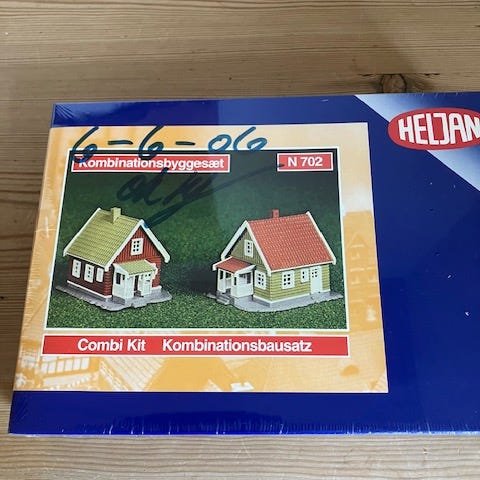 HELJAN
6-6-06
Kombinationsbyggesæt
N 702
Combi Kit Kombinationsbausatz